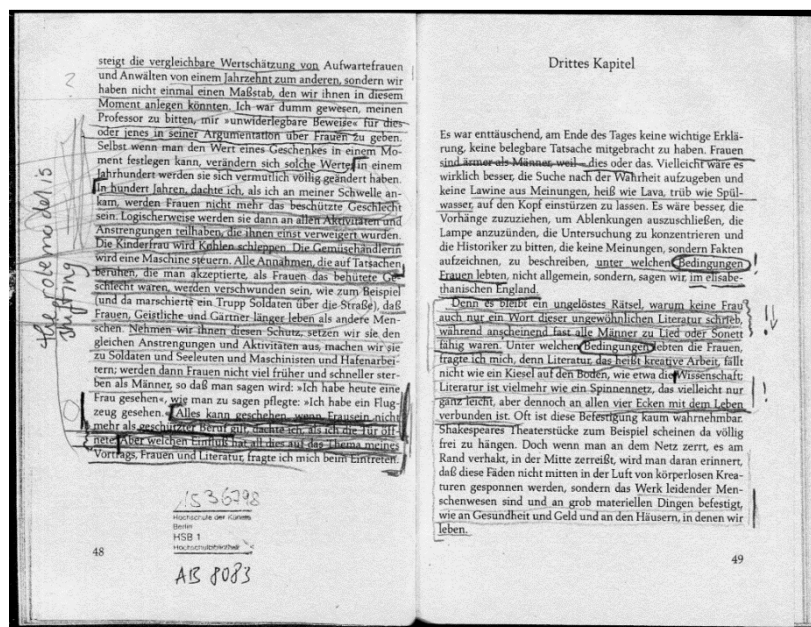 steigt die vergleichbare Wertschätzung von Aufwartefrauen
und Anwälten von einem Jahrzehnt zum anderen, sondern wir
haben nicht einmal einen Maßstab, den wir ihnen in diesem
Moment anlegen könnten. Ich war dumm gewesen, meinen
Professor zu bitten, mir »unwiderlegbare Beweise« für dies
oder jenes in seiner Argumentation über Frauen zu geben.
Selbst wenn man den Wert eines Geschenkes in einem Mo-
ment festlegen kann, verändern sich solche Werte; in einem
Jahrhundert werden sie sich vermutlich völlig geändert haben.
In hundert Jahren, dachte ich, als ich an meiner Schwelle an-
kam, werden Frauen nicht mehr das beschützte Geschlecht
sein. Logischerweise werden sie dann an allen Aktivitäten und
Anstrengungen teilhaben, die ihnen einst verweigert wurden.
Die Kinderfrau wird Kohlen schleppen. Die Gemüsehändlerin
wird eine Maschine steuern. Alle Annahmen, die auf Tatsachen
beruhen, die man akzeptierte, als Frauen das behütete Ge-
schlecht waren, werden verschwunden sein, wie zum Beispiel
(und da marschierte ein Trupp Soldaten über die Straße), daß
Frauen, Geistliche und Gärtner länger leben als andere Men-
schen. Nehmen wir ihnen diesen Schutz, setzen wir sie den
gleichen Anstrengungen und Aktivitäten aus, machen wir sie
zu Soldaten und Seeleuten und Maschinisten und Hafenarbei-
tern; werden dann Frauen nicht viel früher und schneller ster-
ben als Männer, so daß man sagen wird: »Ich habe heute eine
Frau gesehen«, wie man zu sagen pflegte: »Ich habe ein Flug-
zeug gesehen.« Alles kann geschehen, wenn Frausein nicht
mehr als geschützter Beruf gilt, dachte ich, als ich die Tür öff-
nete. Aber welchen Einfluß hat all dies auf das Thema meines
Vortrags, Frauen und Literatur, fragte ich mich beim Eintreten.
?
the role model is
shifting
1536798
Hochschule der Künste
Berlin
HSB 1
Hochschulbibliothek
AB 8083
48
Drittes Kapitel
Es war enttäuschend, am Ende des Tages keine wichtige Erklä-
rung, keine belegbare Tatsache mitgebracht zu haben. Frauen
sind ärmer als Männer, weil – dies oder das. Vielleicht wäre es
wirklich besser, die Suche nach der Wahrheit aufzugeben und
keine Lawine aus Meinungen, heiß wie Lava, trüb wie Spül-
wasser, auf den Kopf einstürzen zu lassen. Es wäre besser, die
Vorhänge zuzuziehen, um Ablenkungen auszuschließen, die
Lampe anzuzünden, die Untersuchung zu konzentrieren und
die Historiker zu bitten, die keine Meinungen, sondern Fakten
aufzeichnen, zu beschreiben, unter welchen Bedingungen !
Frauen lebten, nicht allgemein, sondern, sagen wir, im elisabe-
thanischen England.
Denn es bleibt ein ungelöstes Rätsel, warum keine Frau
auch nur ein Wort dieser ungewöhnlichen Literatur schrieb, !!
während anscheinend fast alle Männer zu Lied oder Sonett
fähig waren. Unter welchen Bedingungen lebten die Frauen,
fragte ich mich, denn Literatur, das heißt kreative Arbeit, fällt
nicht wie ein Kiesel auf den Boden, wie etwa die Wissenschaft;
Literatur ist vielmehr wie ein Spinnennetz, das vielleicht nur !
ganz leicht, aber dennoch an allen vier Ecken mit dem Leben
verbunden ist. Oft ist diese Befestigung kaum wahrnehmbar.
Shakespeares Theaterstücke zum Beispiel scheinen da völlig
frei zu hängen. Doch wenn man an dem Netz zerrt, es am
Rand verhakt, in der Mitte zerreißt, wird man daran erinnert,
daß diese Fäden nicht mitten in der Luft von körperlosen Krea-
turen gesponnen werden, sondern das Werk leidender Men-
schenwesen sind und an grob materiellen Dingen befestigt,
wie an Gesundheit und Geld und an den Häusern, in denen wir
leben.
49